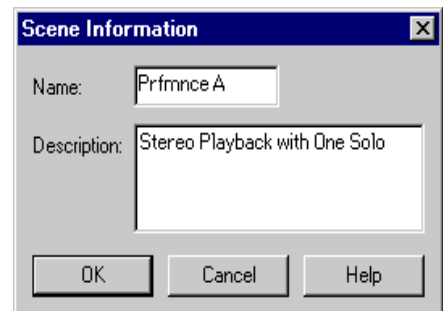 Scene Information
Name: Prfmnce A
Description: Stereo Playback with One Solo
OK Cancel Help